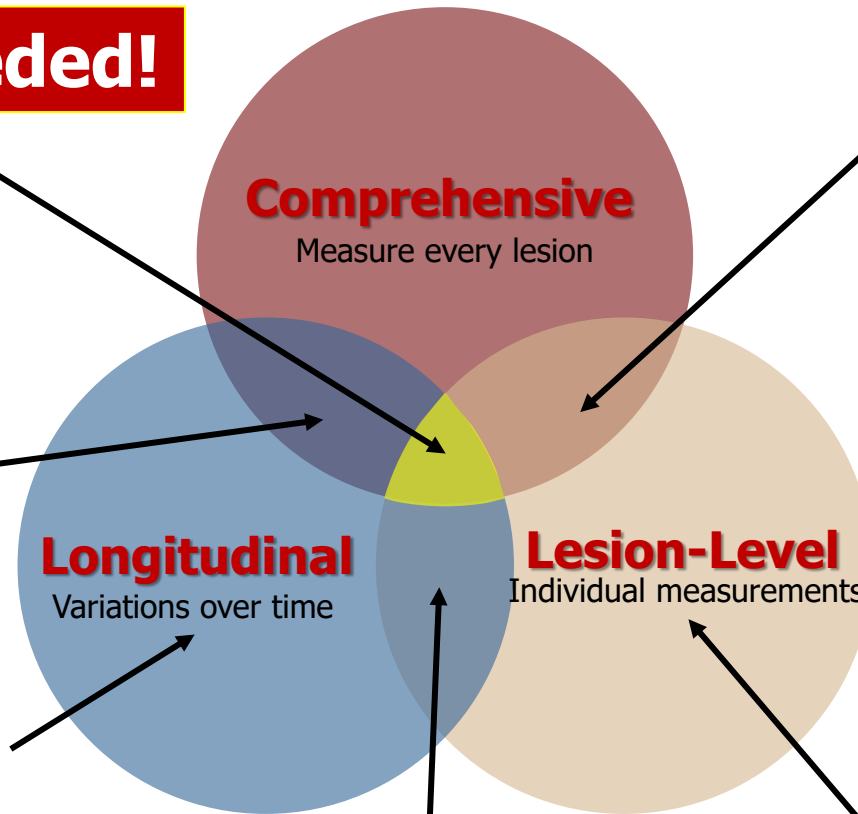 eded!
Comprehensive
Measure every lesion
Longitudinal
Variations over time
Lesion-Level
Individual measurements